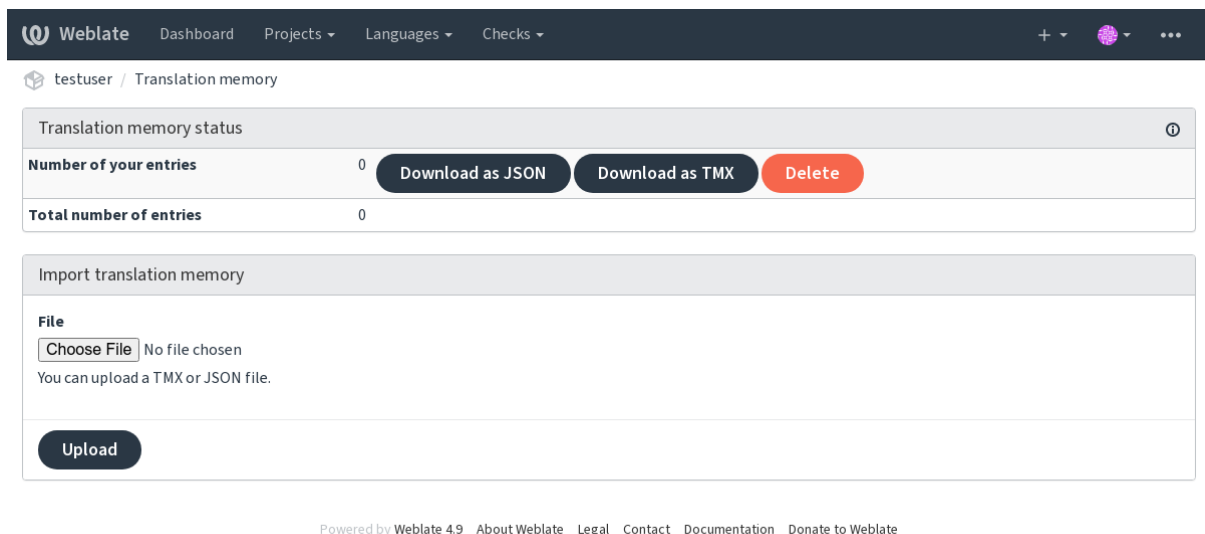 Weblate Dashboard Projects Languages Checks
testuser / Translation memory
Translation memory status
Number of your entries 0 Download as JSON Download as TMX Delete
Total number of entries 0
Import translation memory
File
Choose File No file chosen
You can upload a TMX or JSON file.
Upload
Powered by Weblate 4.9 About Weblate Legal Contact Documentation Donate to Weblate